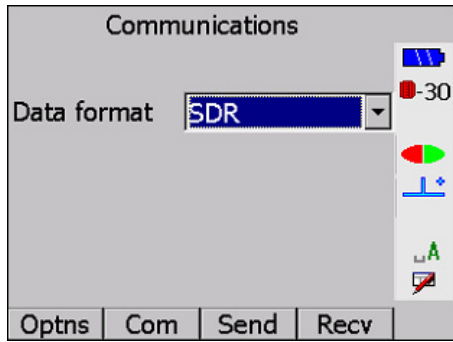 Communications
-30
Data format SDR
A
Optns Com Send Recv